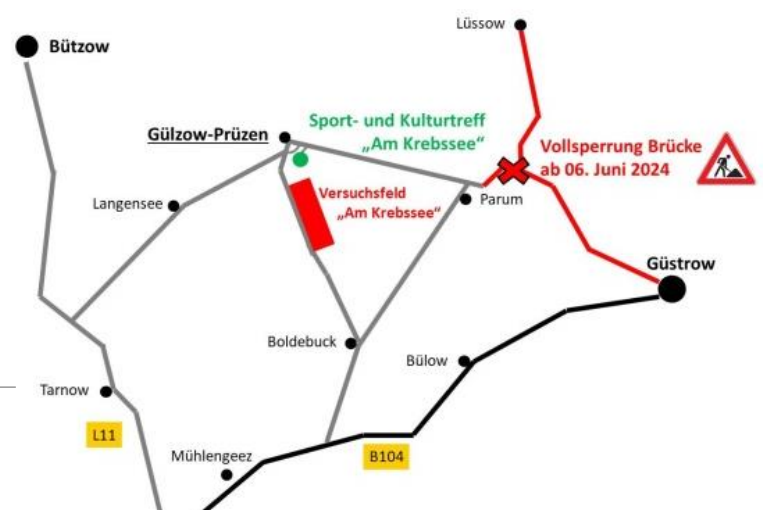 Lüssow
Bützow
Sport- und Kulturtreff
„Am Krebssee“
Gülzow-Prüzen
Vollsperrung Brücke
ab 06. Juni 2024
Versuchsfeld
„Am Krebssee“
Langensee
Parum
Güstrow
Boldebuck
Bülow
Tarnow
L11
Mühlengeez
B104